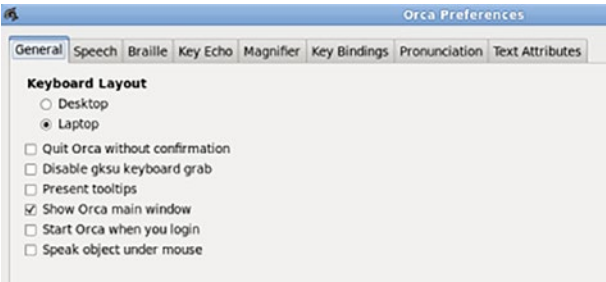 Orca Preferences
General Speech Braille Key Echo Magnifier Key Bindings Pronunciation Text Attributes
Keyboard Layout
Desktop
Laptop
Quit Orca without confirmation
Disable gksu keyboard grab
Present tooltips
Show Orca main window
Start Orca when you login
Speak object under mouse